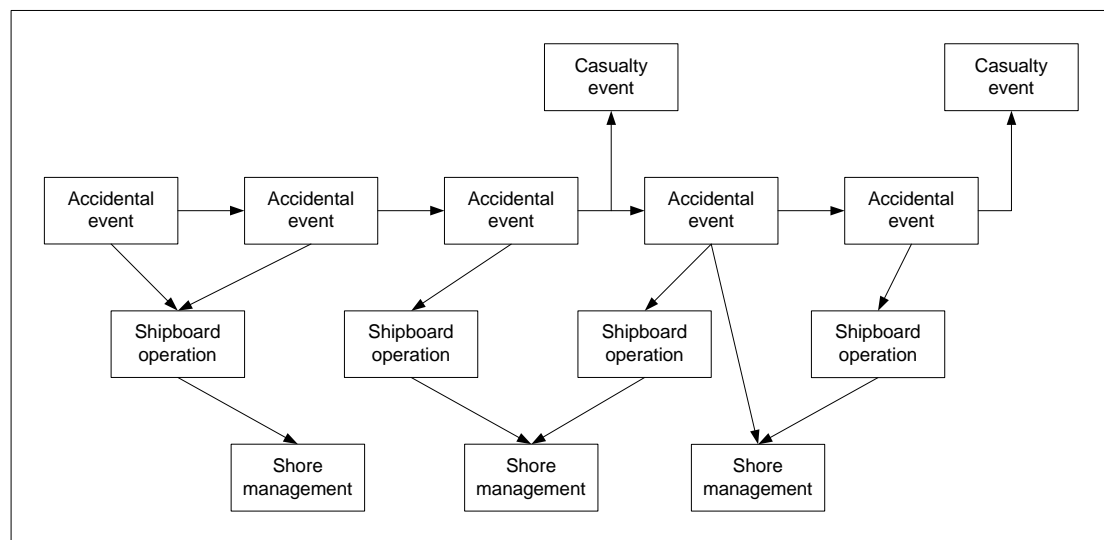 Casualty
event
Casualty
event
Accidental
event
Accidental
event
Accidental
event
Accidental
event
Accidental
event
Shipboard
operation
Shipboard
operation
Shipboard
operation
Shipboard
operation
Shore
management
Shore
management
Shore
management